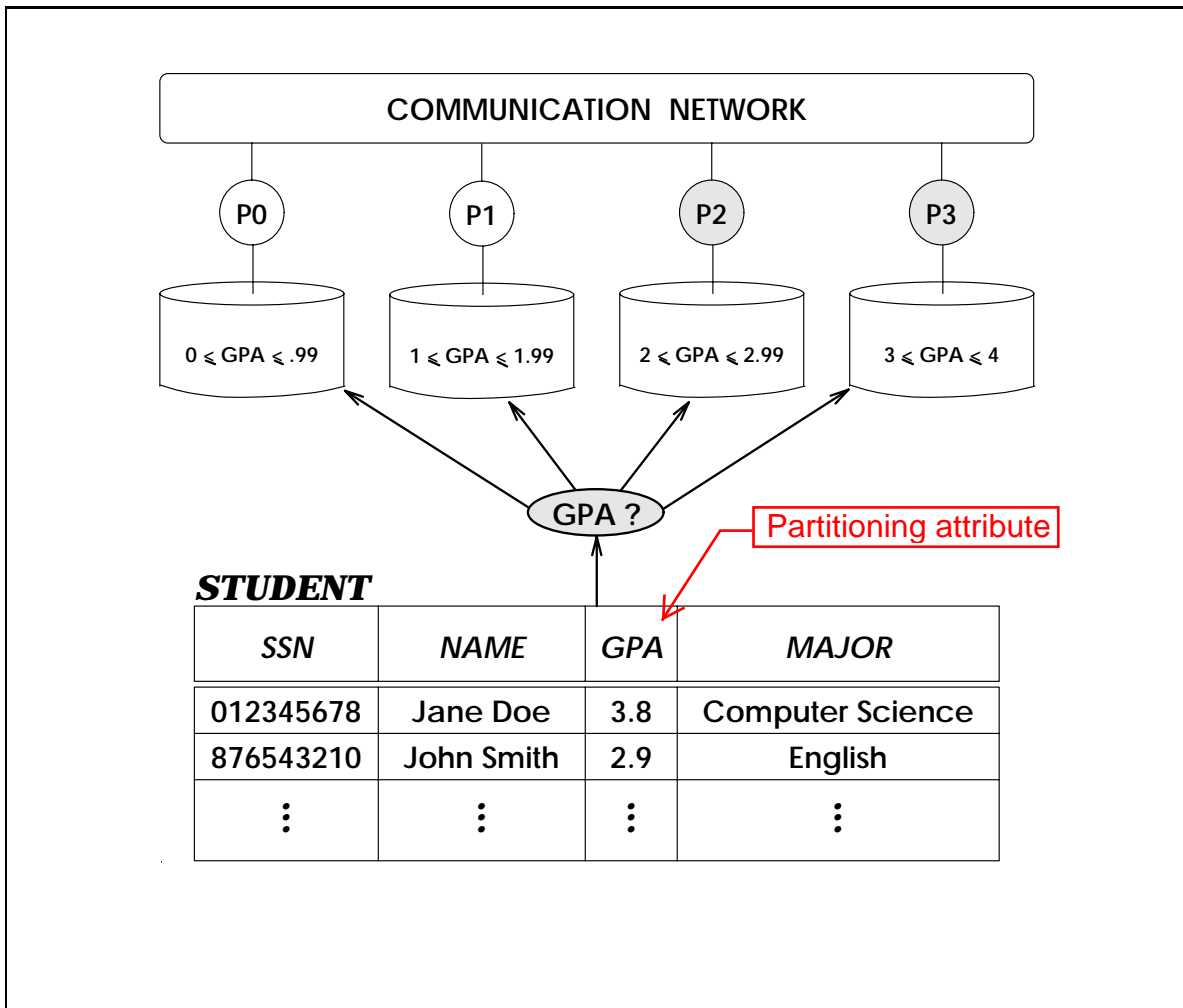 COMMUNICATION NETWORK
P0 P1 P2 P3
0 ⩽ GPA ⩽ .99 1 ⩽ GPA ⩽ 1.99 2 ⩽ GPA ⩽ 2.99 3 ⩽ GPA ⩽ 4
GPA ?
Partitioning attribute
STUDENT
SSN NAME GPA MAJOR
012345678 Jane Doe 3.8 Computer Science
876543210 John Smith 2.9 English
⋮ ⋮ ⋮ ⋮